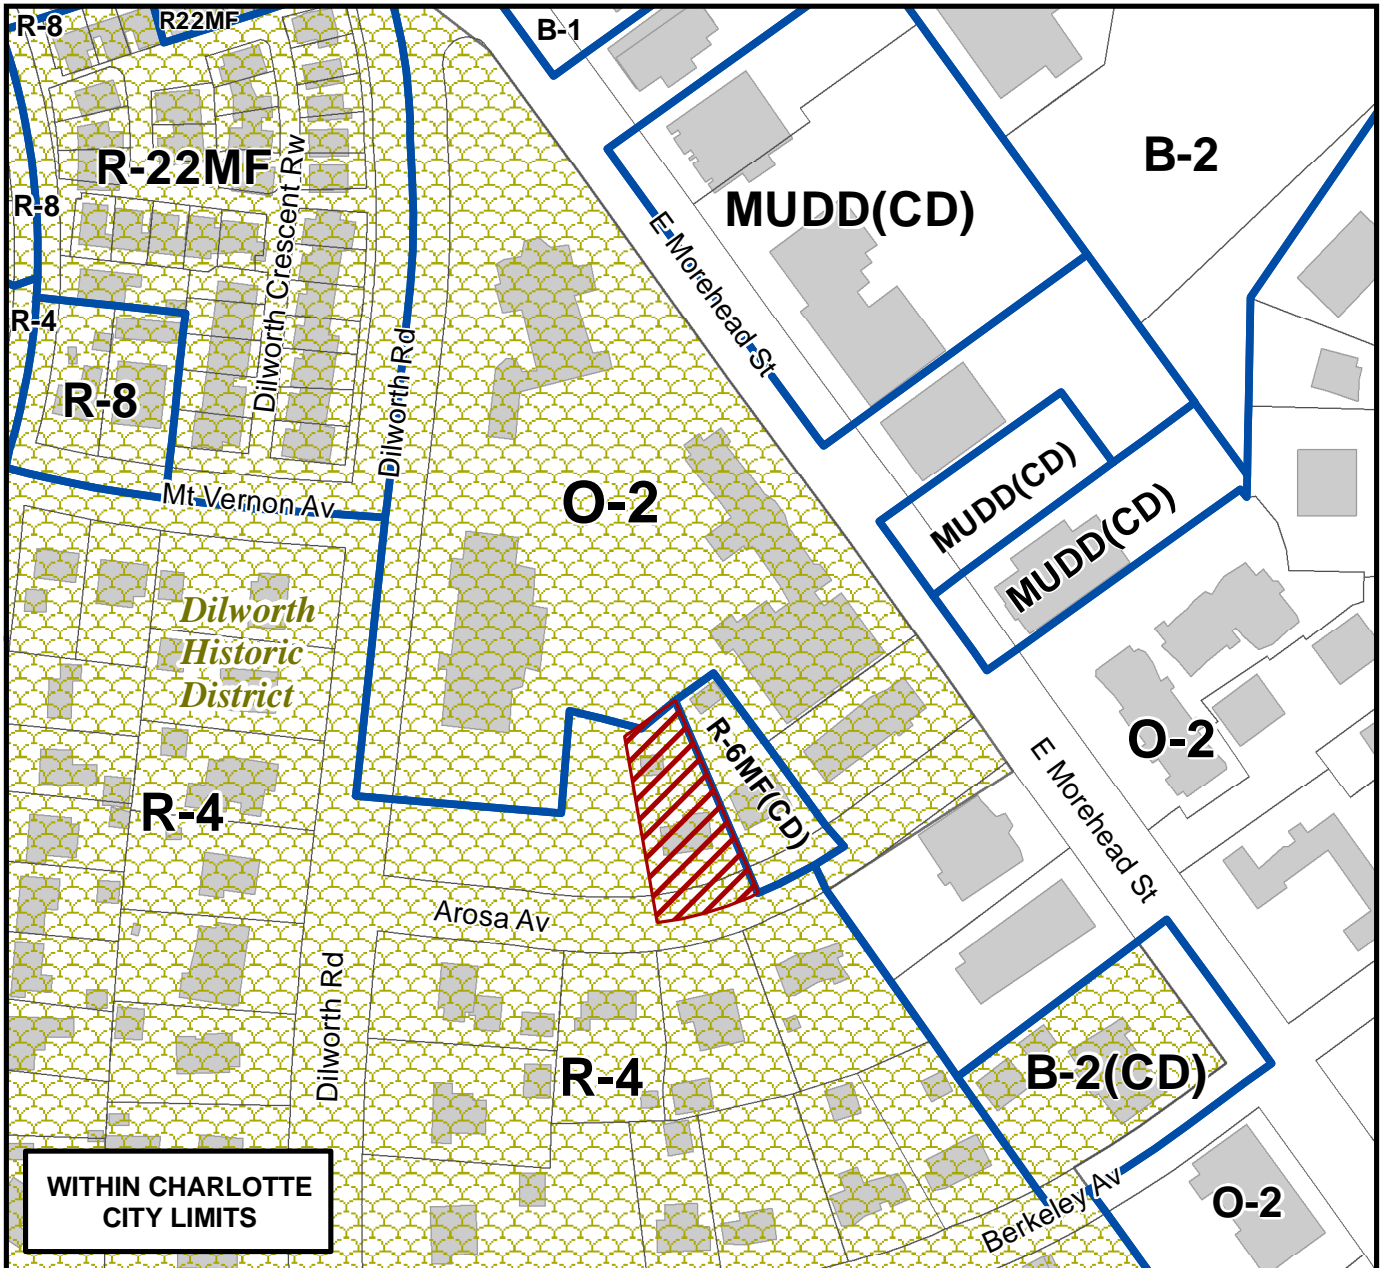 R-8
R22MF
B-1
R-22MF
B-2
R-8
MUDD(CD)
Dilworth Crescent Rw
E Morehead St
R-4
R-8
Dilworth Rd
Mt Vernon Av
O-2
MUDD(CD)
MUDD(CD)
Dilworth
Historic
District
R-6MF(CD)
O-2
R-4
E Morehead St
Arosa Av
Dilworth Rd
R-4
B-2(CD)
WITHIN CHARLOTTE
CITY LIMITS
Berkeley Av
O-2